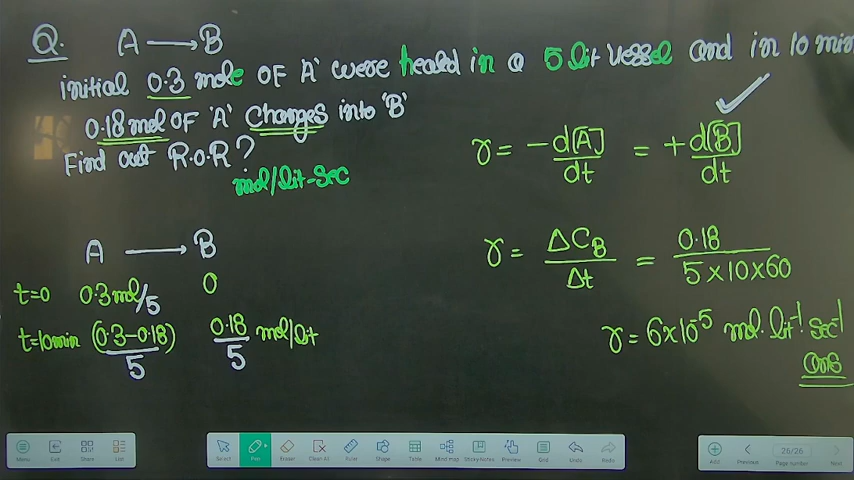 Q. A → B
initial 0.3 mole OF 'A' were heated in a 5 lit vessel and in 10 min
0.18 mol OF 'A' Changes into 'B'
Find out R.O.R?
mol/lit-Sec
r = - d[A]/dt = + d[B]/dt
A → B
t=0 0.3 mol/5 0
t=10min (0.3-0.18)/5 0.18/5 mol/lit
r = ΔC_B/Δt = 0.18/(5×10×60)
r = 6×10⁻⁵ mol. lit⁻¹ Sec⁻¹
Ans
Menu Exit Share List Select Pen Eraser Clean All Ruler Shape Table Mind map Sticky-Notes Preview Grid Undo Redo Add Previous 26/26 Page number Next